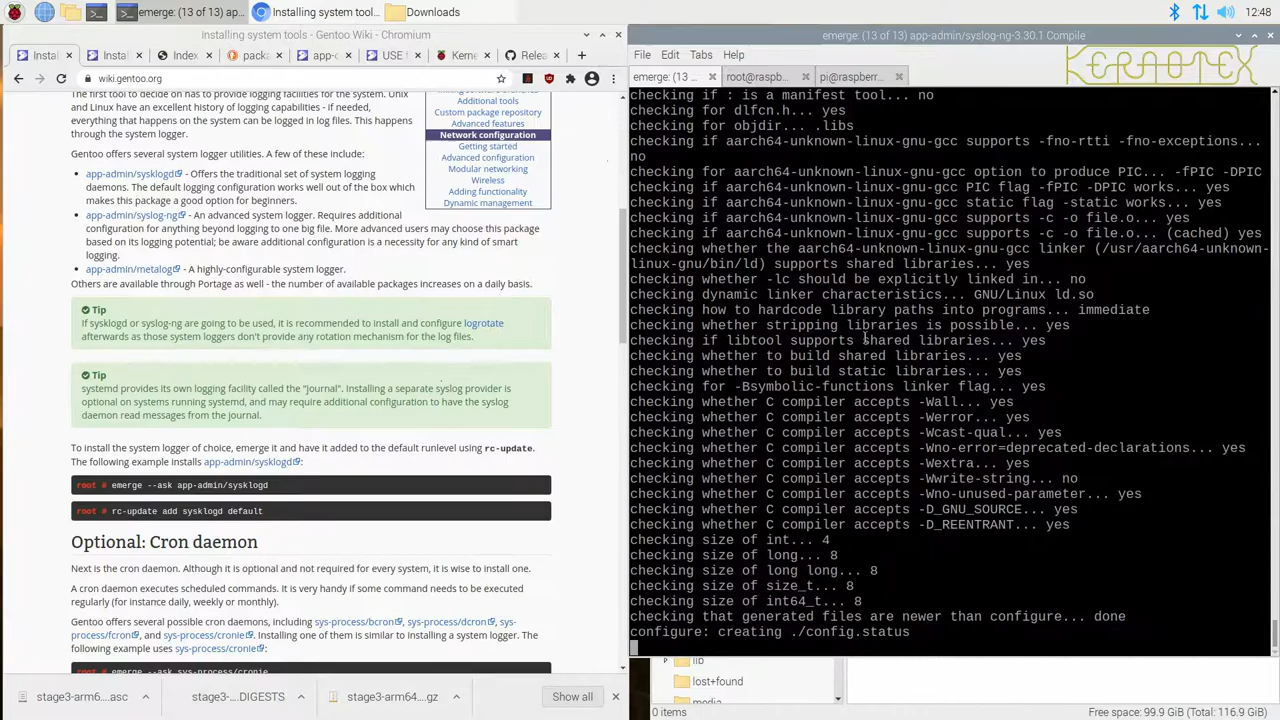 emerge: (13 of 13) ap...
Installing system tool...
Downloads
12:48
Installing system tools - Gentoo Wiki - Chromium
emerge: (13 of 13) app-admin/syslog-ng-3.30.1 Compile
Instal
Instal
Index
packa
app-c
USE f
Kerne
Relea
wiki.gentoo.org
File
Edit
Tabs
Help
KEROTEX
emerge: (13 ...
root@raspb...
pi@raspberr...
The first tool to decide on has to provide logging facilities for the system. Unix
and Linux have an excellent history of logging capabilities - if needed,
everything that happens on the system can be logged in log files. This happens
through the system logger.
Gentoo offers several system logger utilities. A few of these include:
app-admin/sysklogd - Offers the traditional set of system logging
daemons. The default logging configuration works well out of the box which
makes this package a good option for beginners.
app-admin/syslog-ng - An advanced system logger. Requires additional
configuration for anything beyond logging to one big file. More advanced users may consider this
package based on its logging potential; be aware additional configuration is a necessity for any kind of smart
logging.
app-admin/metalog - A highly-configurable system logger.
Others are available through Portage as well - the number of available packages increases on a daily basis.
Additional tools
Custom package repository
Advanced features
Network configuration
Getting started
Advanced configuration
Modular networking
Wireless
Adding functionality
Dynamic management
Tip
If sysklogd or syslog-ng are going to be used, it is recommended to install and configure logrotate
afterwards as those system loggers don't provide any rotation mechanism for the log files.
Tip
systemd provides its own logging facility called the "journal". Installing a separate syslog provider is
optional on systems running systemd, and may require additional configuration to have the syslog
daemon read messages from the journal.
To install the system logger of choice, emerge it and have it added to the default runlevel using rc-update.
The following example installs app-admin/sysklogd:
root # emerge --ask app-admin/sysklogd
root # rc-update add sysklogd default
Optional: Cron daemon
Next is the cron daemon. Although it is optional and not required for every system, it is wise to install one.
A cron daemon executes scheduled commands. It is very handy if some command needs to be executed
regularly (for instance daily, weekly or monthly).
Gentoo offers several possible cron daemons, including sys-process/bcron, sys-process/dcron, sys-
process/fcron, and sys-process/cronie. Installing one of them is similar to installing a system logger. The
following example uses sys-process/cronie:
root # emerge --ask sys-process/cronie
stage3-arm6....asc
stage3-....DIGESTS
stage3-arm64....gz
Show all
checking if : is a manifest tool... no
checking for dlfcn.h... yes
checking for objdir... .libs
checking if aarch64-unknown-linux-gnu-gcc supports -fno-rtti -fno-exceptions...
no
checking for aarch64-unknown-linux-gnu-gcc option to produce PIC... -fPIC -DPIC
checking if aarch64-unknown-linux-gnu-gcc PIC flag -fPIC -DPIC works... yes
checking if aarch64-unknown-linux-gnu-gcc static flag -static works... yes
checking if aarch64-unknown-linux-gnu-gcc supports -c -o file.o... yes
checking if aarch64-unknown-linux-gnu-gcc supports -c -o file.o... (cached) yes
checking whether the aarch64-unknown-linux-gnu-gcc linker (/usr/aarch64-unknown-
linux-gnu/bin/ld) supports shared libraries... yes
checking whether -lc should be explicitly linked in... no
checking dynamic linker characteristics... GNU/Linux ld.so
checking how to hardcode library paths into programs... immediate
checking whether stripping libraries is possible... yes
checking if libtool supports shared libraries... yes
checking whether to build shared libraries... yes
checking whether to build static libraries... yes
checking for -Bsymbolic-functions linker flag... yes
checking whether C compiler accepts -Wall... yes
checking whether C compiler accepts -Werror... yes
checking whether C compiler accepts -Wcast-qual... yes
checking whether C compiler accepts -Wno-error=deprecated-declarations... yes
checking whether C compiler accepts -Wextra... yes
checking whether C compiler accepts -Wwrite-string... no
checking whether C compiler accepts -Wno-unused-parameter... yes
checking whether C compiler accepts -D_GNU_SOURCE... yes
checking whether C compiler accepts -D_REENTRANT... yes
checking size of int... 4
checking size of long... 8
checking size of long long... 8
checking size of size_t... 8
checking size of int64_t... 8
checking that generated files are newer than configure... done
configure: creating ./config.status
lib
lost+found
media
0 items
Free space: 99.9 GiB (Total: 116.9 GiB)